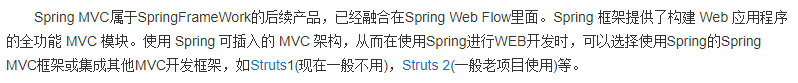 Spring MVC属于SpringFrameWork的后续产品，已经融合在Spring Web Flow里面。Spring 框架提供了构建 Web 应用程序
的全功能 MVC 模块。使用 Spring 可插入的 MVC 架构，从而在使用Spring进行WEB开发时，可以选择使用Spring的Spring
MVC框架或集成其他MVC开发框架，如Struts1(现在一般不用)，Struts 2(一般老项目使用)等。